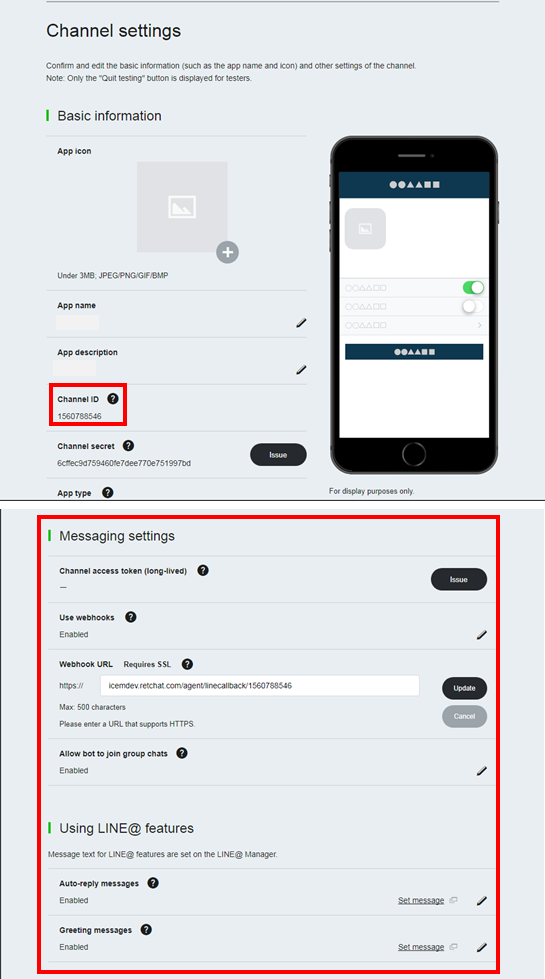 Channel settings
Confirm and edit the basic information (such as the app name and icon) and other settings of the channel.
Note: Only the "Quit testing" button is displayed for testers.
Basic information
App icon
Under 3MB, JPEG/PNG/GIF/BMP
App name
App description
Channel ID ?
1560788546
Channel secret ?
6cffec9d759460fe7dee770e751997bd
Issue
App type ?
For display purposes only.
Messaging settings
Channel access token (long-lived) ?
—
Issue
Use webhooks ?
Enabled
Webhook URL Requires SSL ?
https:// icemdev.retchat.com/agent/linecallback/1560788546
Update
Max: 500 characters
Cancel
Please enter a URL that supports HTTPS.
Allow bot to join group chats ?
Enabled
Using LINE@ features
Message text for LINE@ features are set on the LINE@ Manager.
Auto-reply messages ?
Enabled Set message
Greeting messages ?
Enabled Set message